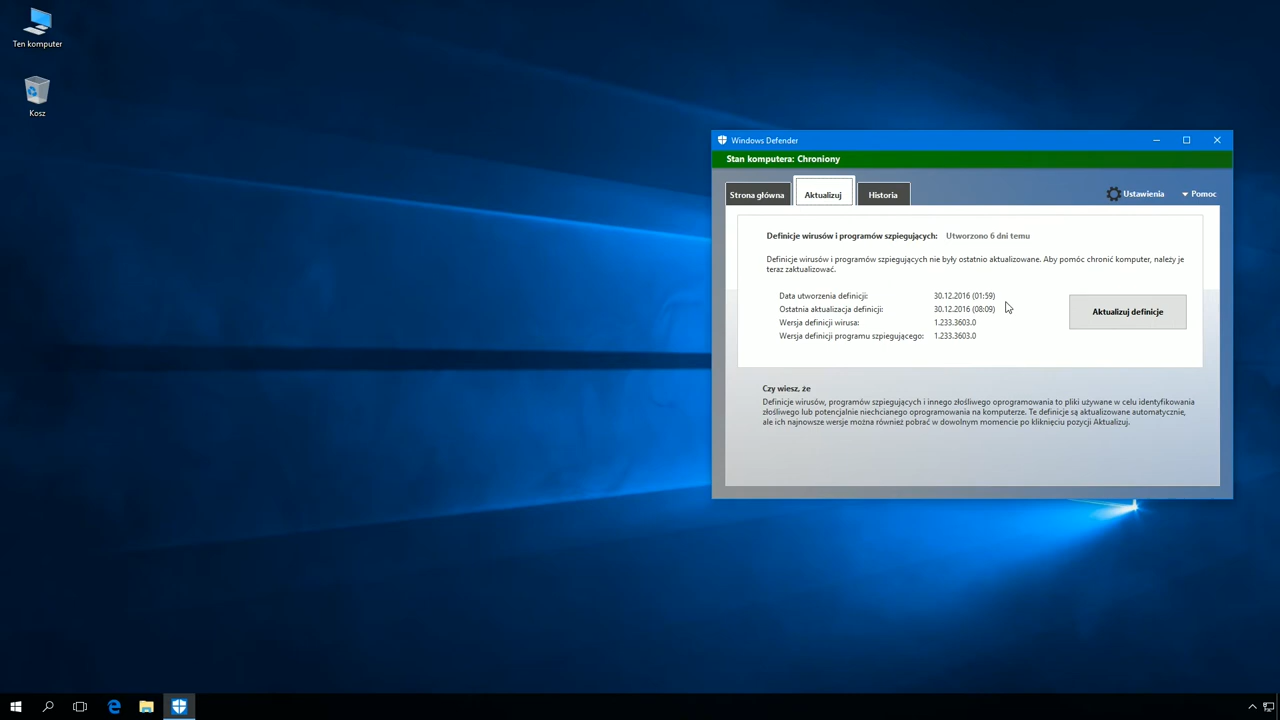 Ten komputer
Kosz
Windows Defender
Stan komputera: Chroniony
Strona główna
Aktualizuj
Historia
Ustawienia
Pomoc
Definicje wirusów i programów szpiegujących: Utworzono 6 dni temu
Definicje wirusów i programów szpiegujących nie były ostatnio aktualizowane. Aby pomóc chronić komputer, należy je
teraz zaktualizować.
Data utworzenia definicji: 30.12.2016 (01:59)
Ostatnia aktualizacja definicji: 30.12.2016 (08:09)
Wersja definicji wirusa: 1.233.3603.0
Wersja definicji programu szpiegującego: 1.233.3603.0
Aktualizuj definicje
Czy wiesz, że
Definicje wirusów, programów szpiegujących i innego złośliwego oprogramowania to pliki używane w celu identyfikowania
złośliwego lub potencjalnie niechcianego oprogramowania na komputerze. Te definicje są aktualizowane automatycznie,
ale ich najnowsze wersje można również pobrać w dowolnym momencie po kliknięciu pozycji Aktualizuj.